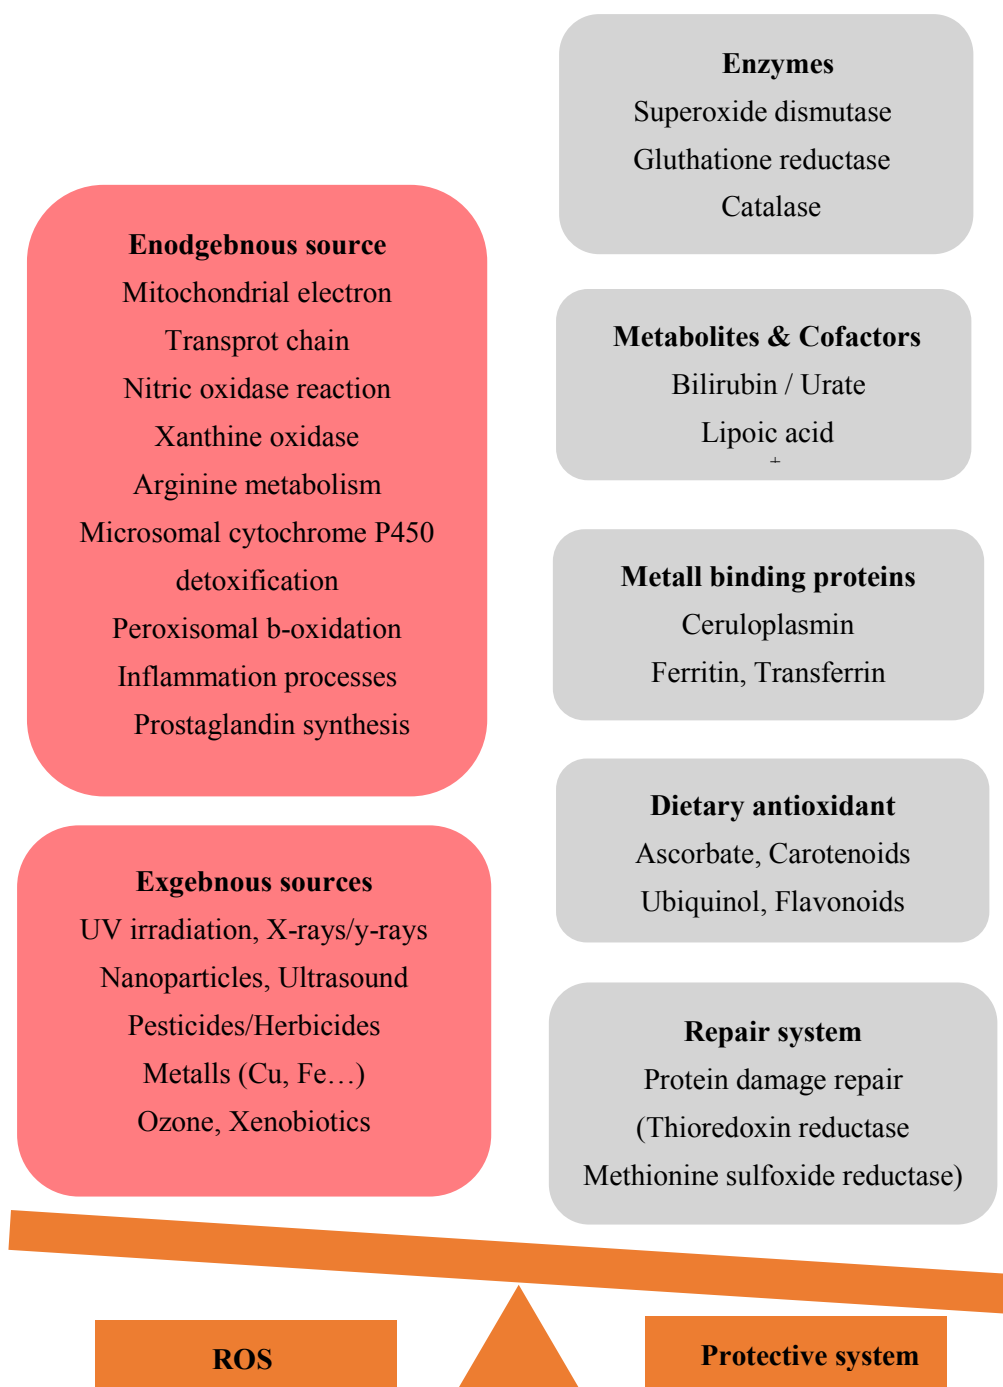 Enzymes
Superoxide dismutase
Gluthatione reductase
Catalase
Enodgebnous source
Mitochondrial electron
Transprot chain
Nitric oxidase reaction
Xanthine oxidase
Arginine metabolism
Microsomal cytochrome P450
detoxification
Peroxisomal b-oxidation
Inflammation processes
Prostaglandin synthesis
Metabolites & Cofactors
Bilirubin / Urate
Lipoic acid
+
Metall binding proteins
Ceruloplasmin
Ferritin, Transferrin
Dietary antioxidant
Ascorbate, Carotenoids
Ubiquinol, Flavonoids
Exgebnous sources
UV irradiation, X-rays/y-rays
Nanoparticles, Ultrasound
Pesticides/Herbicides
Metalls (Cu, Fe…)
Ozone, Xenobiotics
Repair system
Protein damage repair
(Thioredoxin reductase
Methionine sulfoxide reductase)
ROS
Protective system